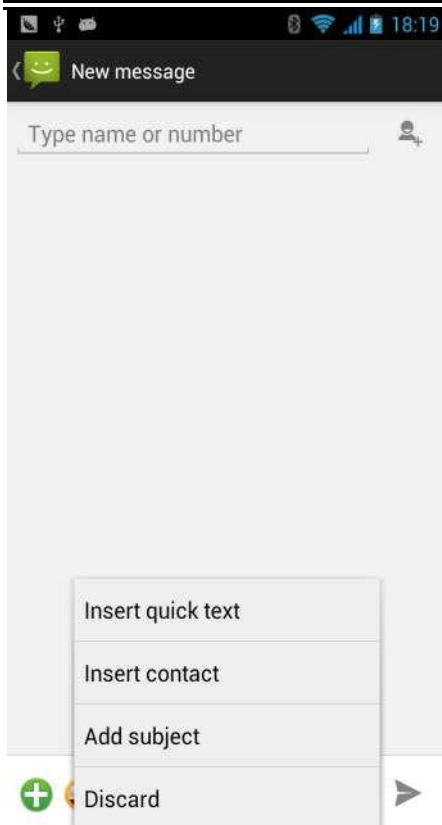 18:19
New message
Type name or number
Insert quick text
Insert contact
Add subject
Discard